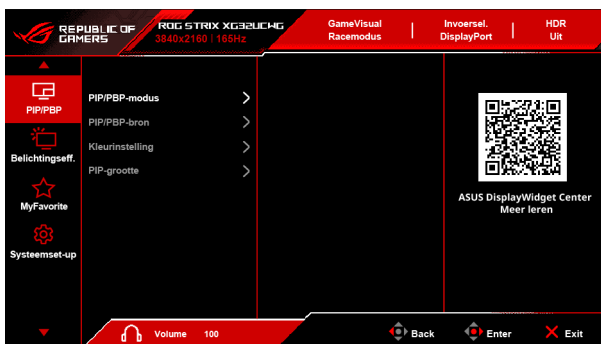 REPUBLIC OF
GAMERS
ROG STRIX XG32UCWG
3840x2160 | 165Hz
GameVisual
Racemodus
Invoersel.
DisplayPort
HDR
Uit
PIP/PBP
Belichtingseff.
MyFavorite
Systeemset-up
PIP/PBP-modus
PIP/PBP-bron
Kleurinstelling
PIP-grootte
ASUS DisplayWidget Center
Meer leren
Volume 100
Back
Enter
Exit